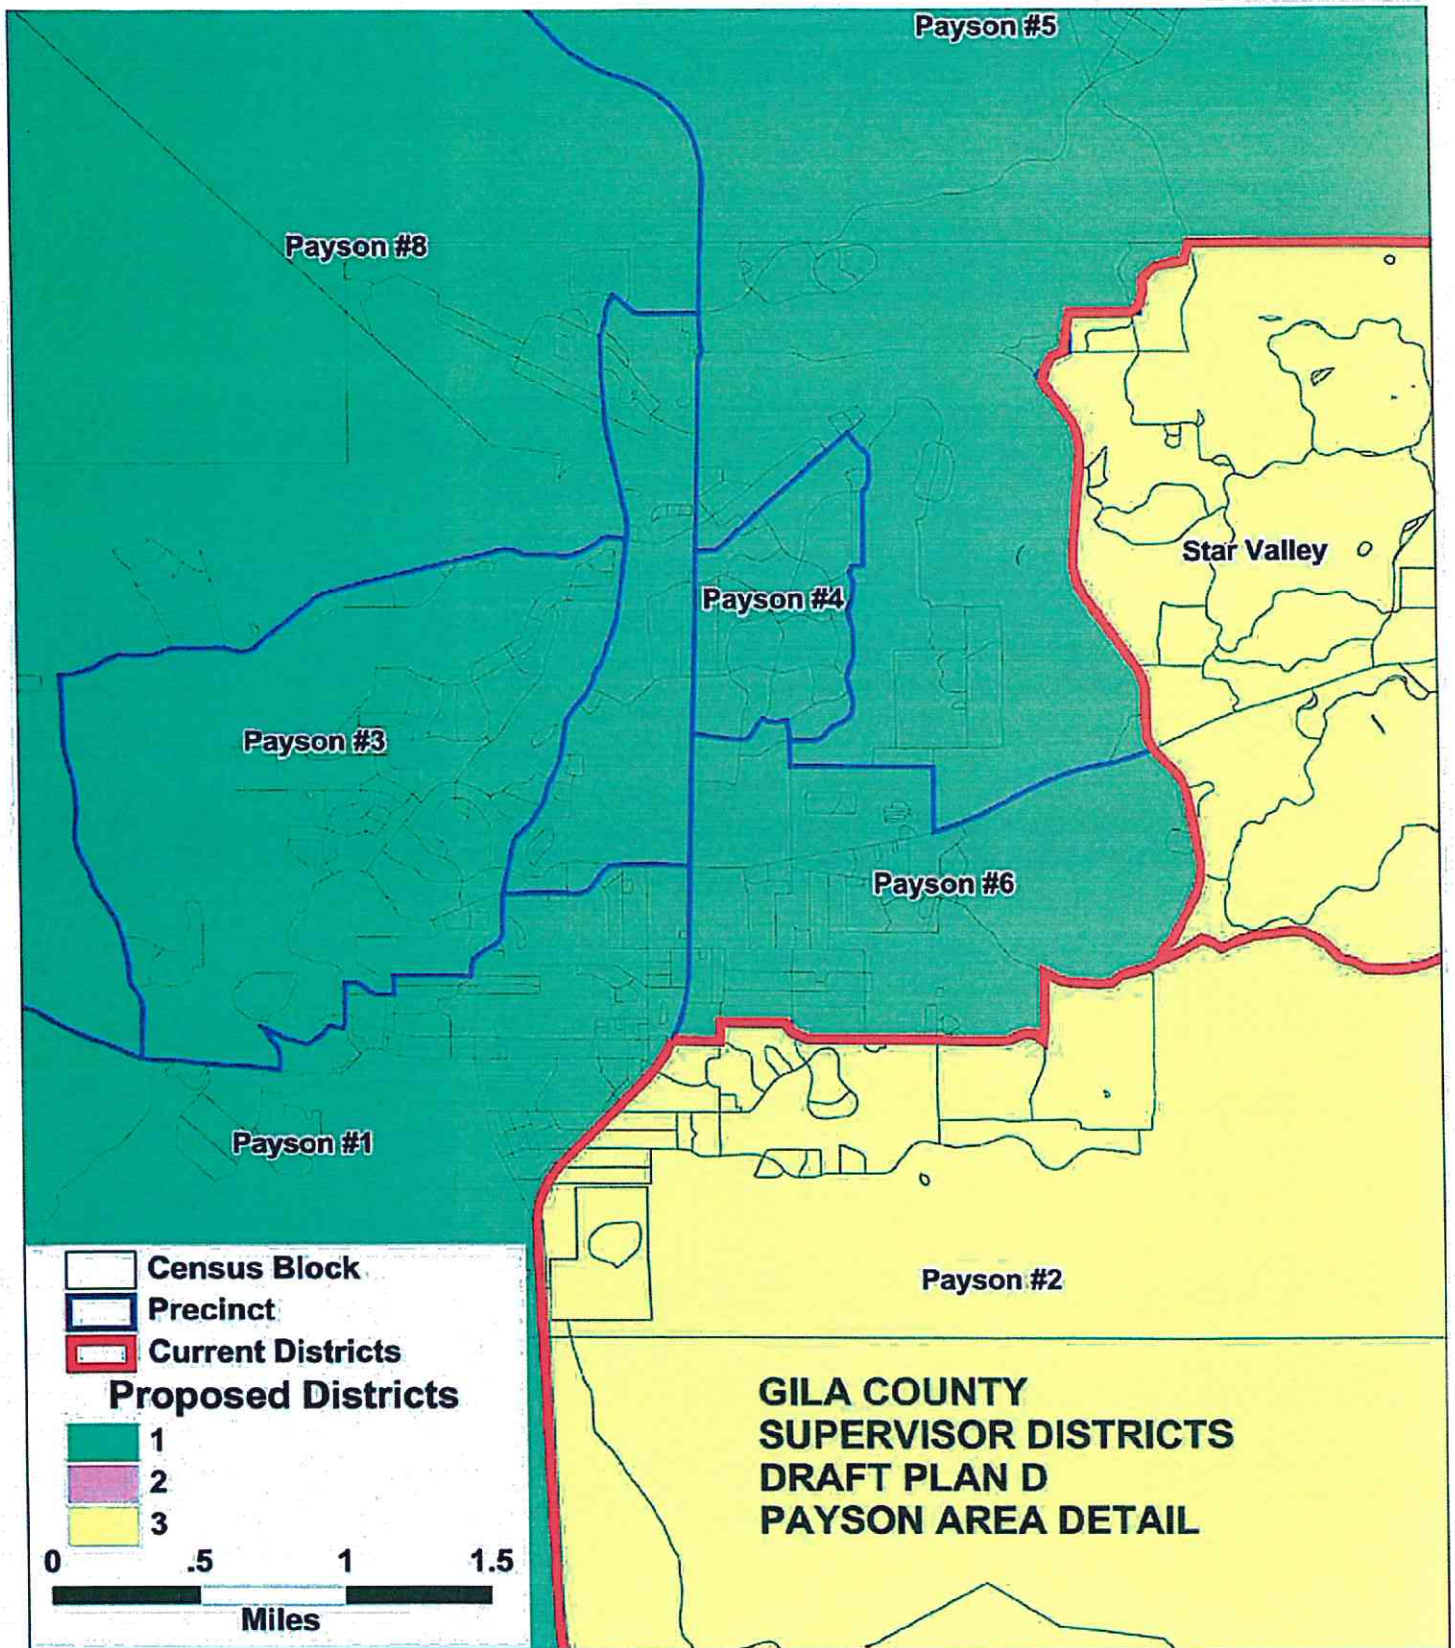 Payson #5
Payson #8
Star Valley
Payson #4
Payson #3
Payson #6
Payson #1
Payson #2
Census Block
Precinct
Current Districts
Proposed Districts
1
2
3
0 .5 1 1.5
Miles
GILA COUNTY
SUPERVISOR DISTRICTS
DRAFT PLAN D
PAYSON AREA DETAIL